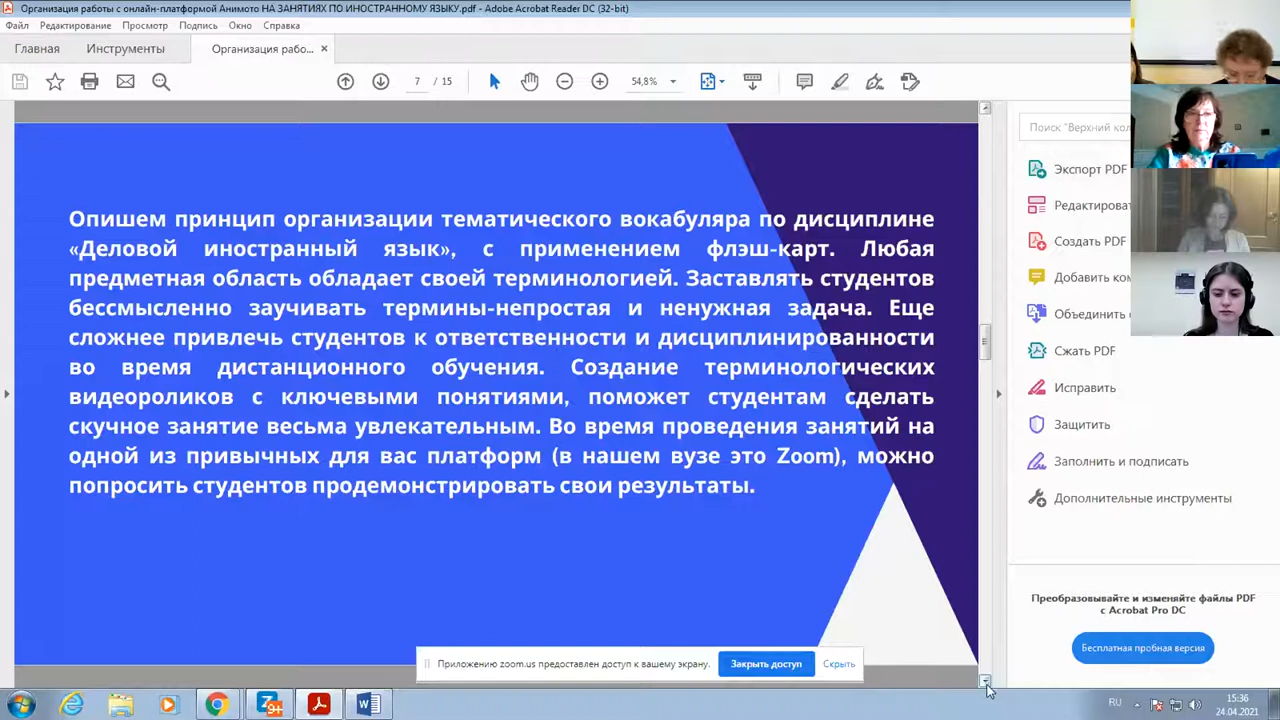 Организация работы с онлайн-платформой Анимото НА ЗАНЯТИЯХ ПО ИНОСТРАННОМУ ЯЗЫКУ.pdf - Adobe Acrobat Reader DC (32-bit)
Файл Редактирование Просмотр Подпись Окно Справка
Главная Инструменты Организация рабо... ×
7 / 15 54,8%
Поиск "Верхний кол
Опишем принцип организации тематического вокабуляра по дисциплине
«Деловой иностранный язык», с применением флэш-карт. Любая
предметная область обладает своей терминологией. Заставлять студентов
бессмысленно заучивать термины-непростая и ненужная задача. Еще
сложнее привлечь студентов к ответственности и дисциплинированности
во время дистанционного обучения. Создание терминологических
видеороликов с ключевыми понятиями, поможет студентам сделать
скучное занятие весьма увлекательным. Во время проведения занятий на
одной из привычных для вас платформ (в нашем вузе это Zoom), можно
попросить студентов продемонстрировать свои результаты.
Экспорт PDF
Редактироват
Создать PDF
Добавить ком
Объединить
Сжать PDF
Исправить
Защитить
Заполнить и подписать
Дополнительные инструменты
Преобразовывайте и изменяйте файлы PDF
с Acrobat Pro DC
Бесплатная пробная версия
Приложению zoom.us предоставлен доступ к вашему экрану. Закрыть доступ Скрыть
RU
15:36
24.04.2021